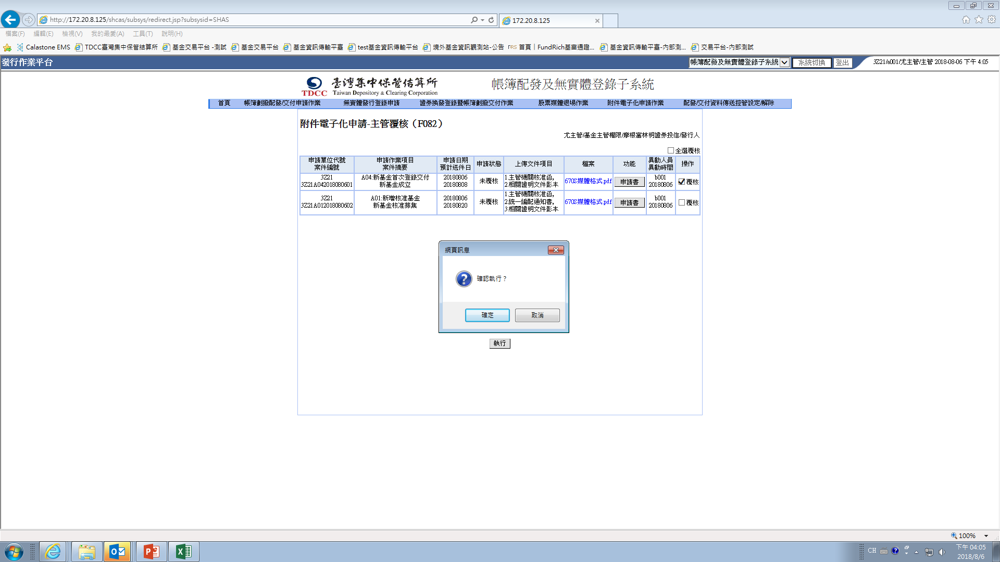 http://172.20.8.125/shcas/subsys/redirect.jsp?subsysid=SHAS
172.20.8.125
檔案(F) 編輯(E) 檢視(V) 我的最愛(A) 工具(T) 說明(H)
Calastone EMS TDCC臺灣集中保管結算所 基金交易平台 -測試 基金交易平台 基金資訊傳輸平臺 test基金資訊傳輸平台 境外基金資訊觀測站-公告 FRS 首頁 | FundRich基富通證... 基金資訊傳輸平臺-內部測... 交易平台-內部測試
發行作業平台 帳簿配發及無實體登錄子系統 系統切換 登出 3Z21/a001/尤主管/主管 2018-08-06 下午 4:05
TDCC 臺灣集中保管結算所 帳簿配發及無實體登錄子系統
Taiwan Depository & Clearing Corporation
首頁 帳簿劃撥配發/交付申請作業 無實體發行登錄申請 證券換發登錄暨帳簿劃撥交付作業 股票媒體退場作業 附件電子化申請作業 配發/交付資料傳送控管設定/解除
附件電子化申請-主管覆核（F082）
尤主管/基金主管權限/摩根富林明證券投信/發行人
全選覆核
申請單位代號 申請作業項目 申請日期 申請狀態 上傳文件項目 檔案 功能 異動人員 操作
案件編號 案件摘要 預計送件日 異動時間
3Z21 A04:新基金首次登錄交付 20180806 未覆核 1.主管機關核准函, 670S媒體格式.pdf 申請書 b001 覆核
3Z21A042018080601 新基金成立 20180808 2.相關證明文件影本 20180806
3Z21 A01:新增核准基金 20180806 未覆核 1.主管機關核准函, 670S媒體格式.pdf 申請書 b001 覆核
3Z21A012018080602 新基金核准募集 20180820 2.統一編配通知書, 20180806
3.相關證明文件影本
網頁訊息
確認執行？
確定 取消
執行
100%
CH
下午 04:05
2018/8/6